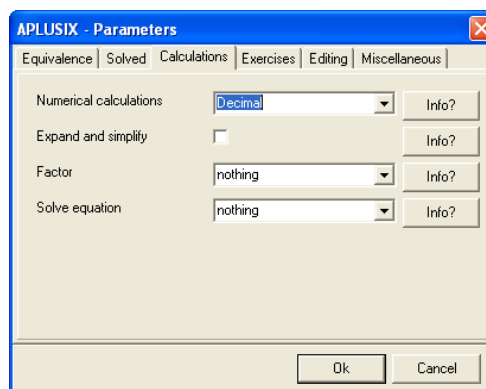 APLUSIX - Parameters
Equivalence Solved Calculations Exercises Editing Miscellaneous
Numerical calculations Decimal Info?
Expand and simplify Info?
Factor nothing Info?
Solve equation nothing Info?
Ok Cancel